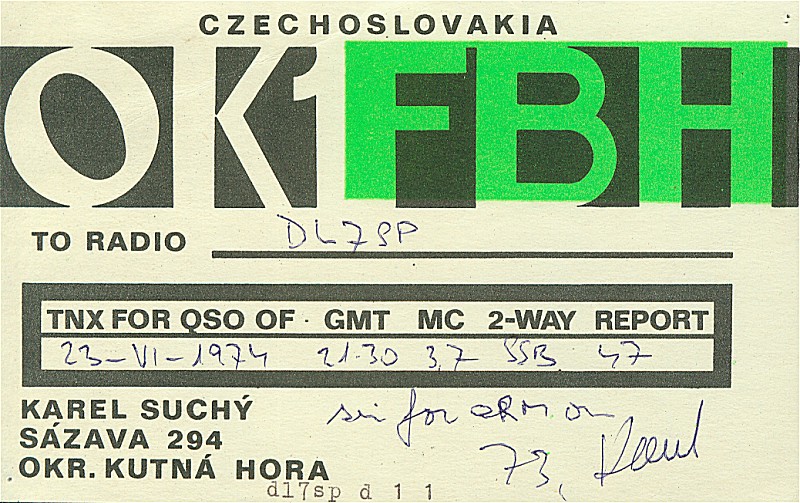 CZECHOSLOVAKIA
OK1FBH
TO RADIO DL7SP
TNX FOR QSO OF · GMT MC 2-WAY REPORT
23-VI-1974 21.30 3,7 SSB 47
KAREL SUCHÝ
SÁZAVA 294
OKR. KUTNÁ HORA
for QRM on
73, Karel
dl7sp d 1 1